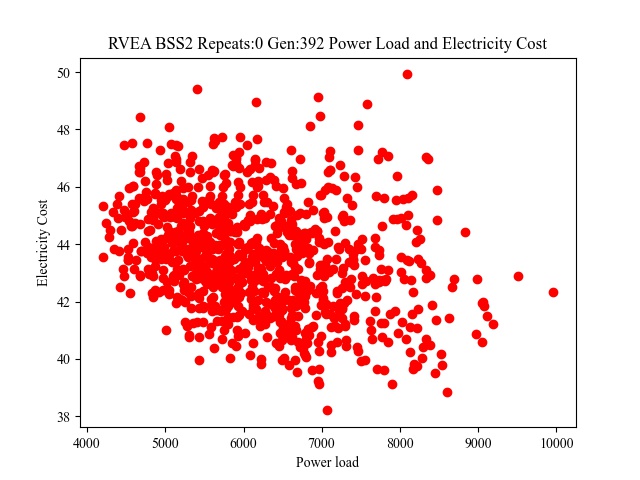 RVEA BSS2 Repeats:0 Gen:392 Power Load and Electricity Cost
50
48
46
44
42
40
38
Electricity Cost
4000 5000 6000 7000 8000 9000 10000
Power load